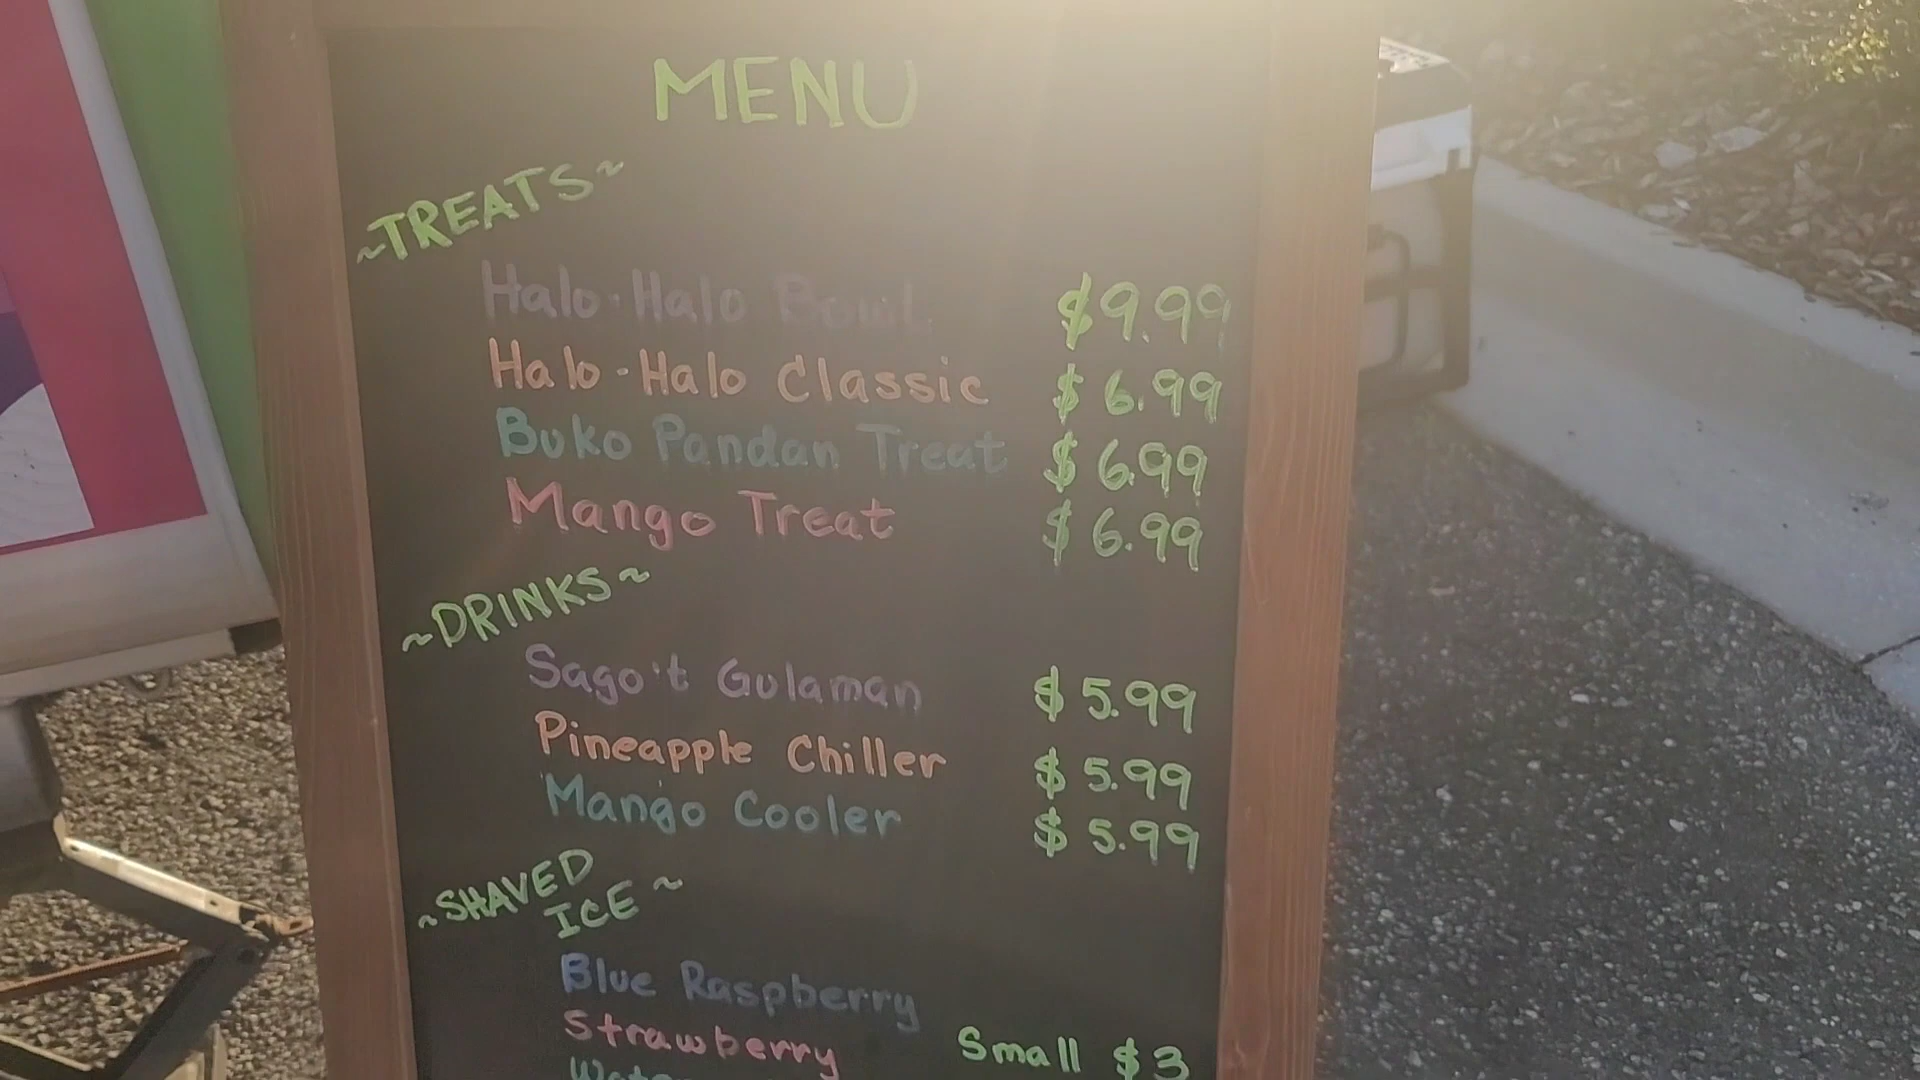 MENU
~TREATS~
Halo-Halo Bowl $9.99
Halo-Halo Classic $6.99
Buko Pandan Treat $6.99
Mango Treat $6.99
~DRINKS~
Sago't Gulaman $5.99
Pineapple Chiller $5.99
Mango Cooler $5.99
~SHAVED
ICE~
Blue Raspberry
Strawberry Small $3